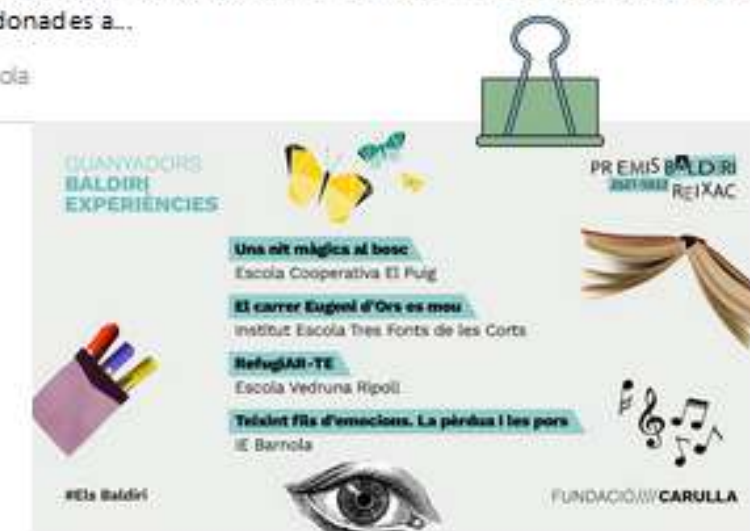 donades a...
ola
GUANYADORS
BALDIRI
EXPERIÈNCIES
PREMIS BALDIRI
REIXAC
Una nit màgica al bosc
Escola Cooperativa El Puig
El carrer Eugeni d'Ors es mou
Institut Escola Tres Fonts de les Corts
RefugiAR-TE
Escola Vedruna Ripoll
Teixint fils d'emocions. La pèrdua i les pors
IE Barnola
#Els Baldiri
FUNDACIÓ////CARULLA